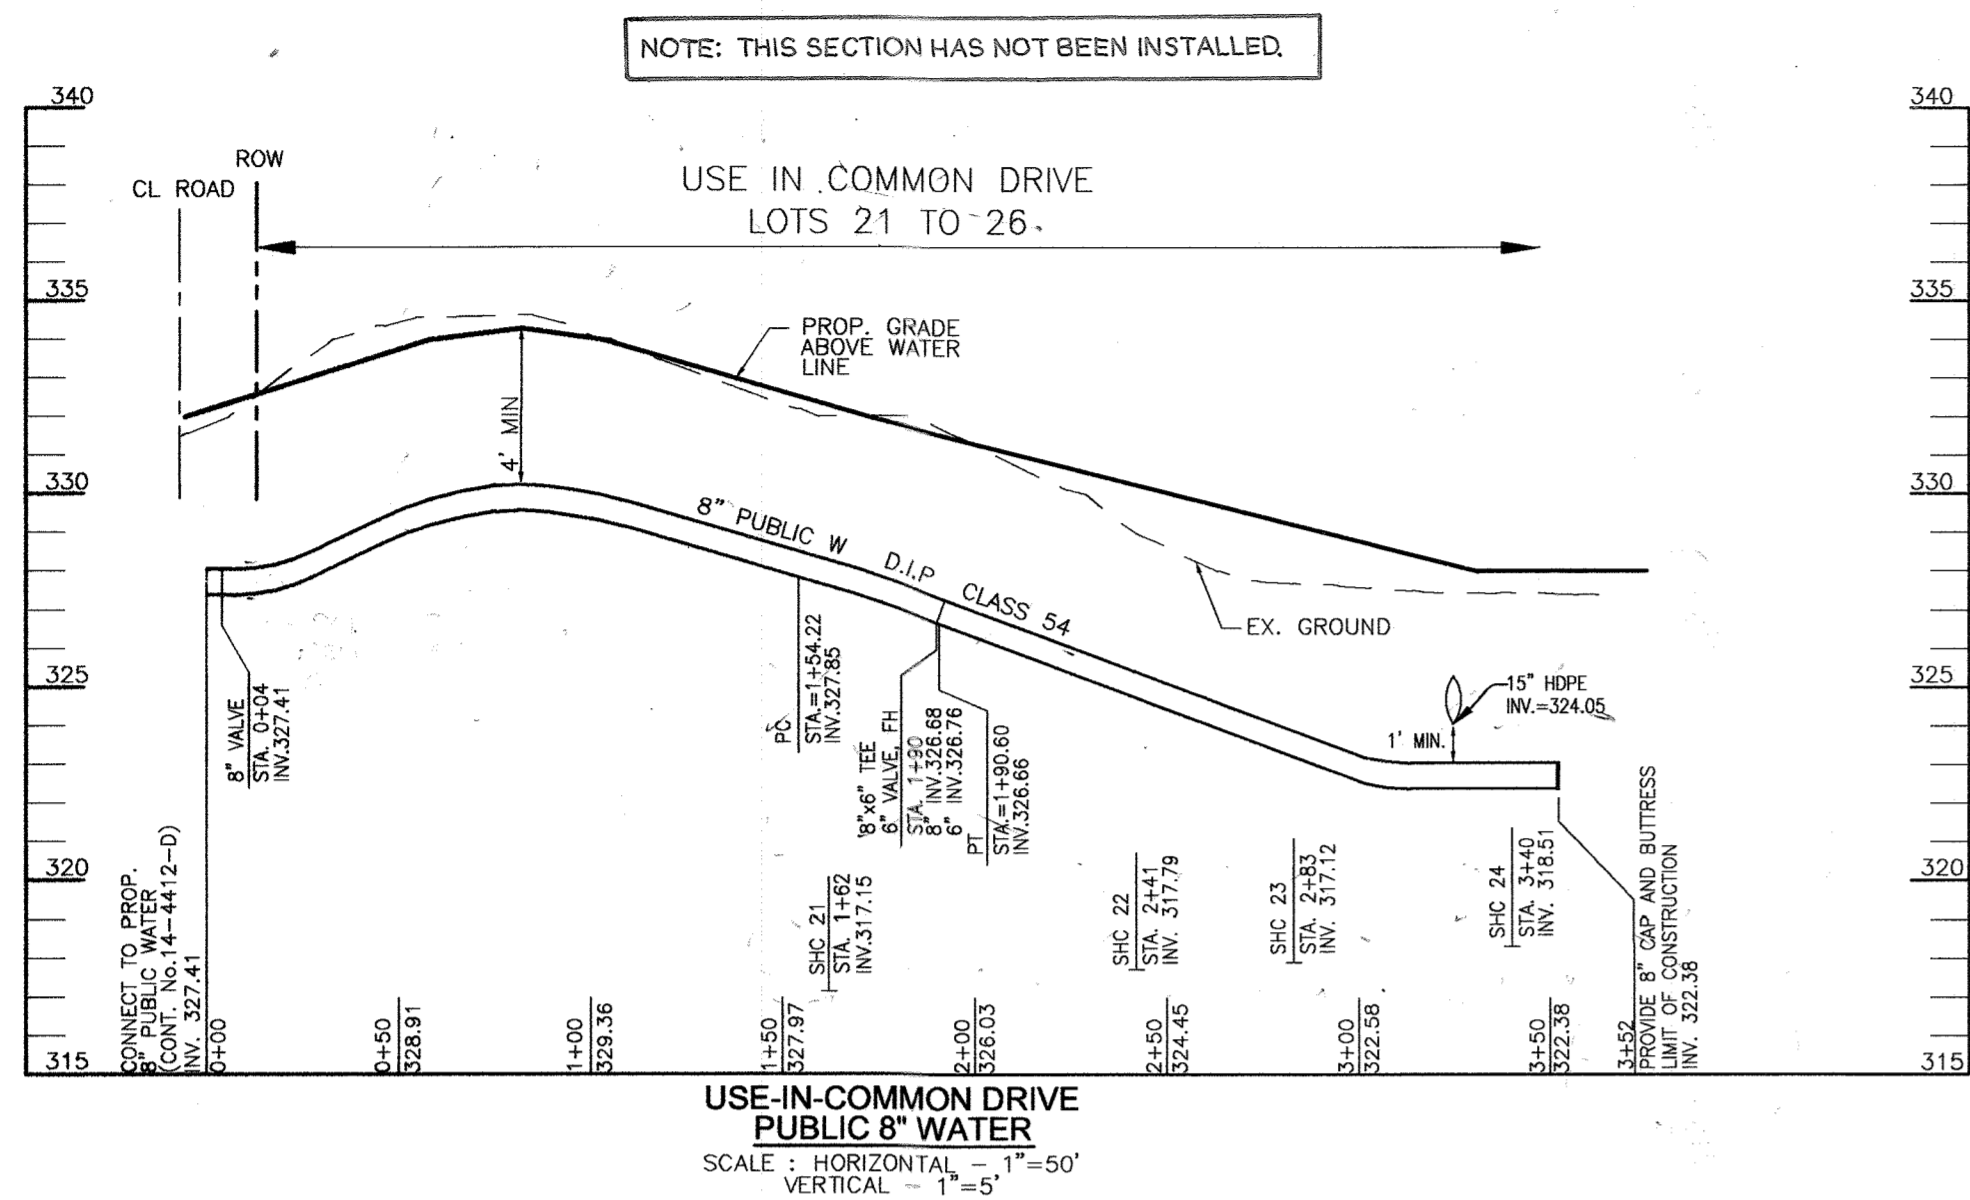 NOTE: THIS SECTION HAS NOT BEEN INSTALLED.
340
340
ROW
CL ROAD
USE IN COMMON DRIVE
LOTS 21 TO 26
335
335
PROP. GRADE
ABOVE WATER
LINE
4' MIN
330
330
8" PUBLIC W D.I.P CLASS 54
EX. GROUND
325
325
15" HDPE
INV.=324.05
1' MIN.
8" VALVE
STA. 0+04
INV.327.41
PC
STA.=1+54.22
INV.327.85
8"x6" TEE
6" VALVE, FH
STA. 1+90
8" INV.326.68
6" INV.326.76
PT
STA.=1+90.60
INV.326.66
320
320
SHC 21
STA. 1+62
INV.317.15
SHC 22
STA. 2+41
INV. 317.79
SHC 23
STA. 2+83
INV. 317.12
SHC 24
STA. 3+40
INV. 318.51
CONNECT TO PROP.
8" PUBLIC WATER
(CONT. No.14-4412-D)
INV. 327.41
PROVIDE 8" CAP AND BUTTRESS
LIMIT OF CONSTRUCTION
INV. 322.38
315
0+00
0+50
328.91
1+00
329.36
1+50
327.97
2+00
326.03
2+50
324.45
3+00
322.58
3+50
322.38
3+52
315
USE-IN-COMMON DRIVE
PUBLIC 8" WATER
SCALE : HORIZONTAL - 1"=50'
VERTICAL - 1"=5'